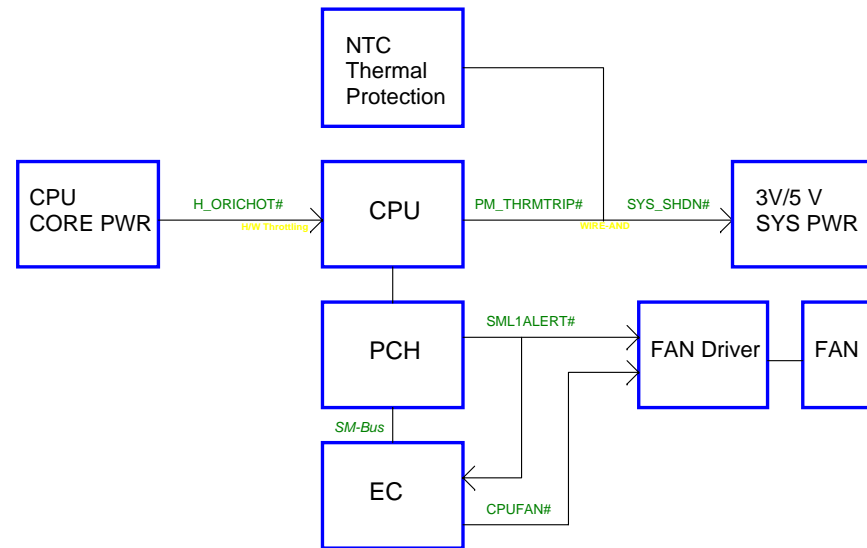 NTC
Thermal
Protection
CPU
CORE PWR
H_ORICHOT#
H/W Throttling
CPU
PM_THRMTRIP#
WIRE-AND
SYS_SHDN#
3V/5 V
SYS PWR
PCH
SML1ALERT#
FAN Driver
FAN
SM-Bus
EC
CPUFAN#